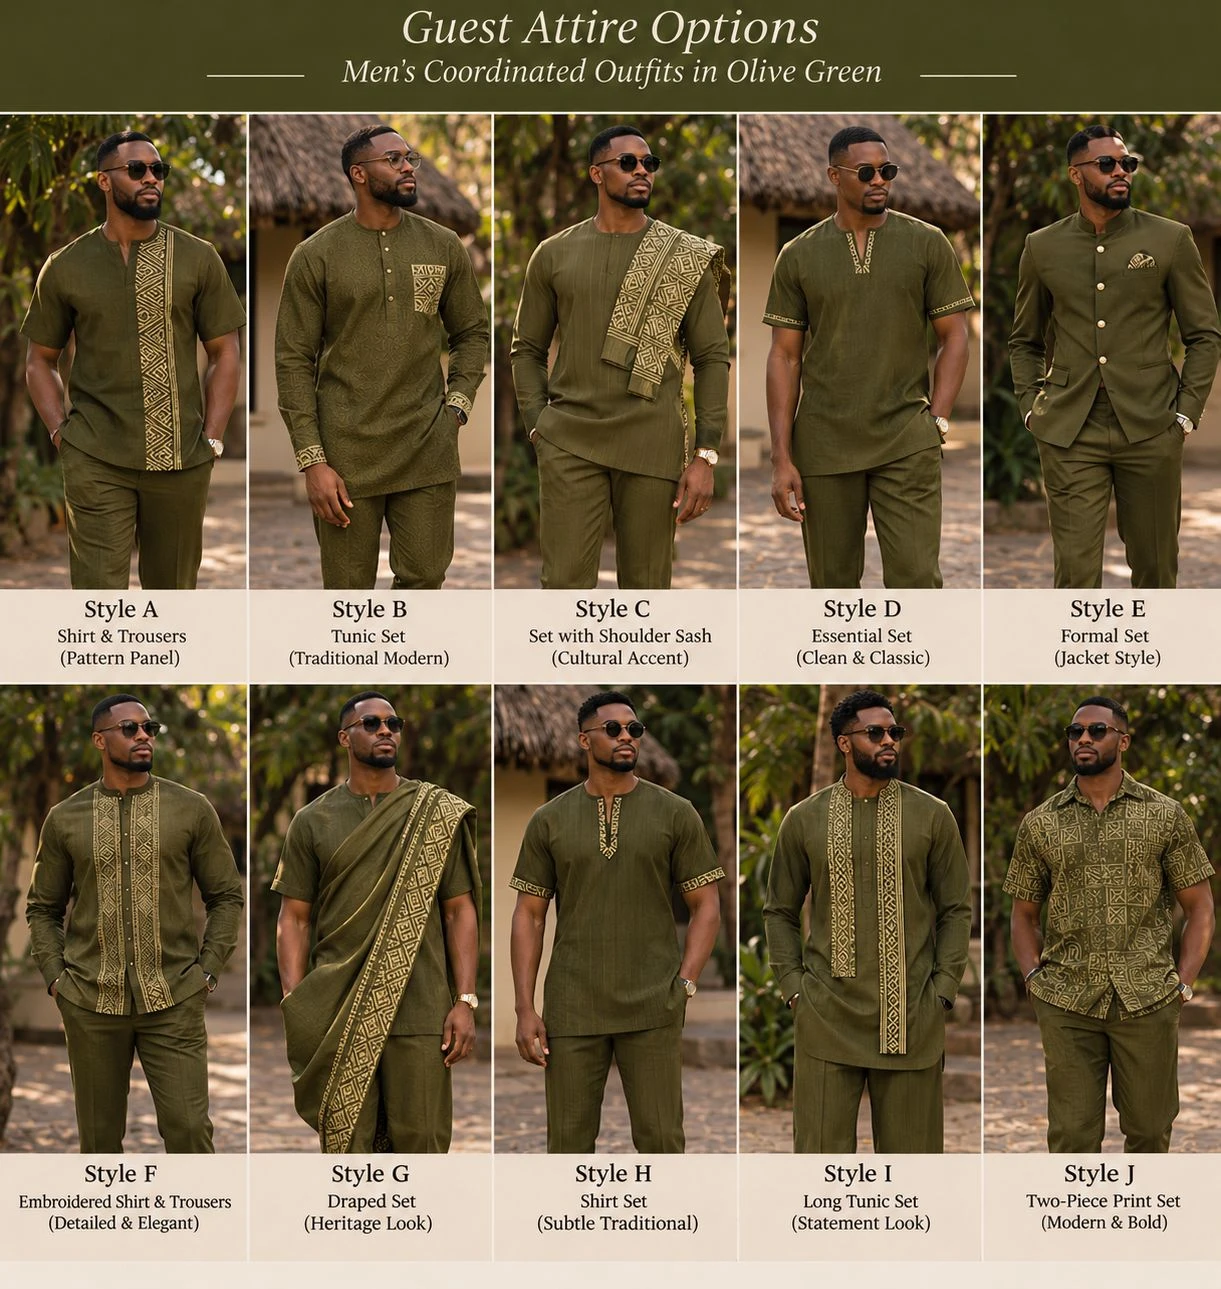 Guest Attire Options
Men's Coordinated Outfits in Olive Green
Style A
Shirt & Trousers
(Pattern Panel)
Style B
Tunic Set
(Traditional Modern)
Style C
Set with Shoulder Sash
(Cultural Accent)
Style D
Essential Set
(Clean & Classic)
Style E
Formal Set
(Jacket Style)
Style F
Embroidered Shirt & Trousers
(Detailed & Elegant)
Style G
Draped Set
(Heritage Look)
Style H
Shirt Set
(Subtle Traditional)
Style I
Long Tunic Set
(Statement Look)
Style J
Two-Piece Print Set
(Modern & Bold)